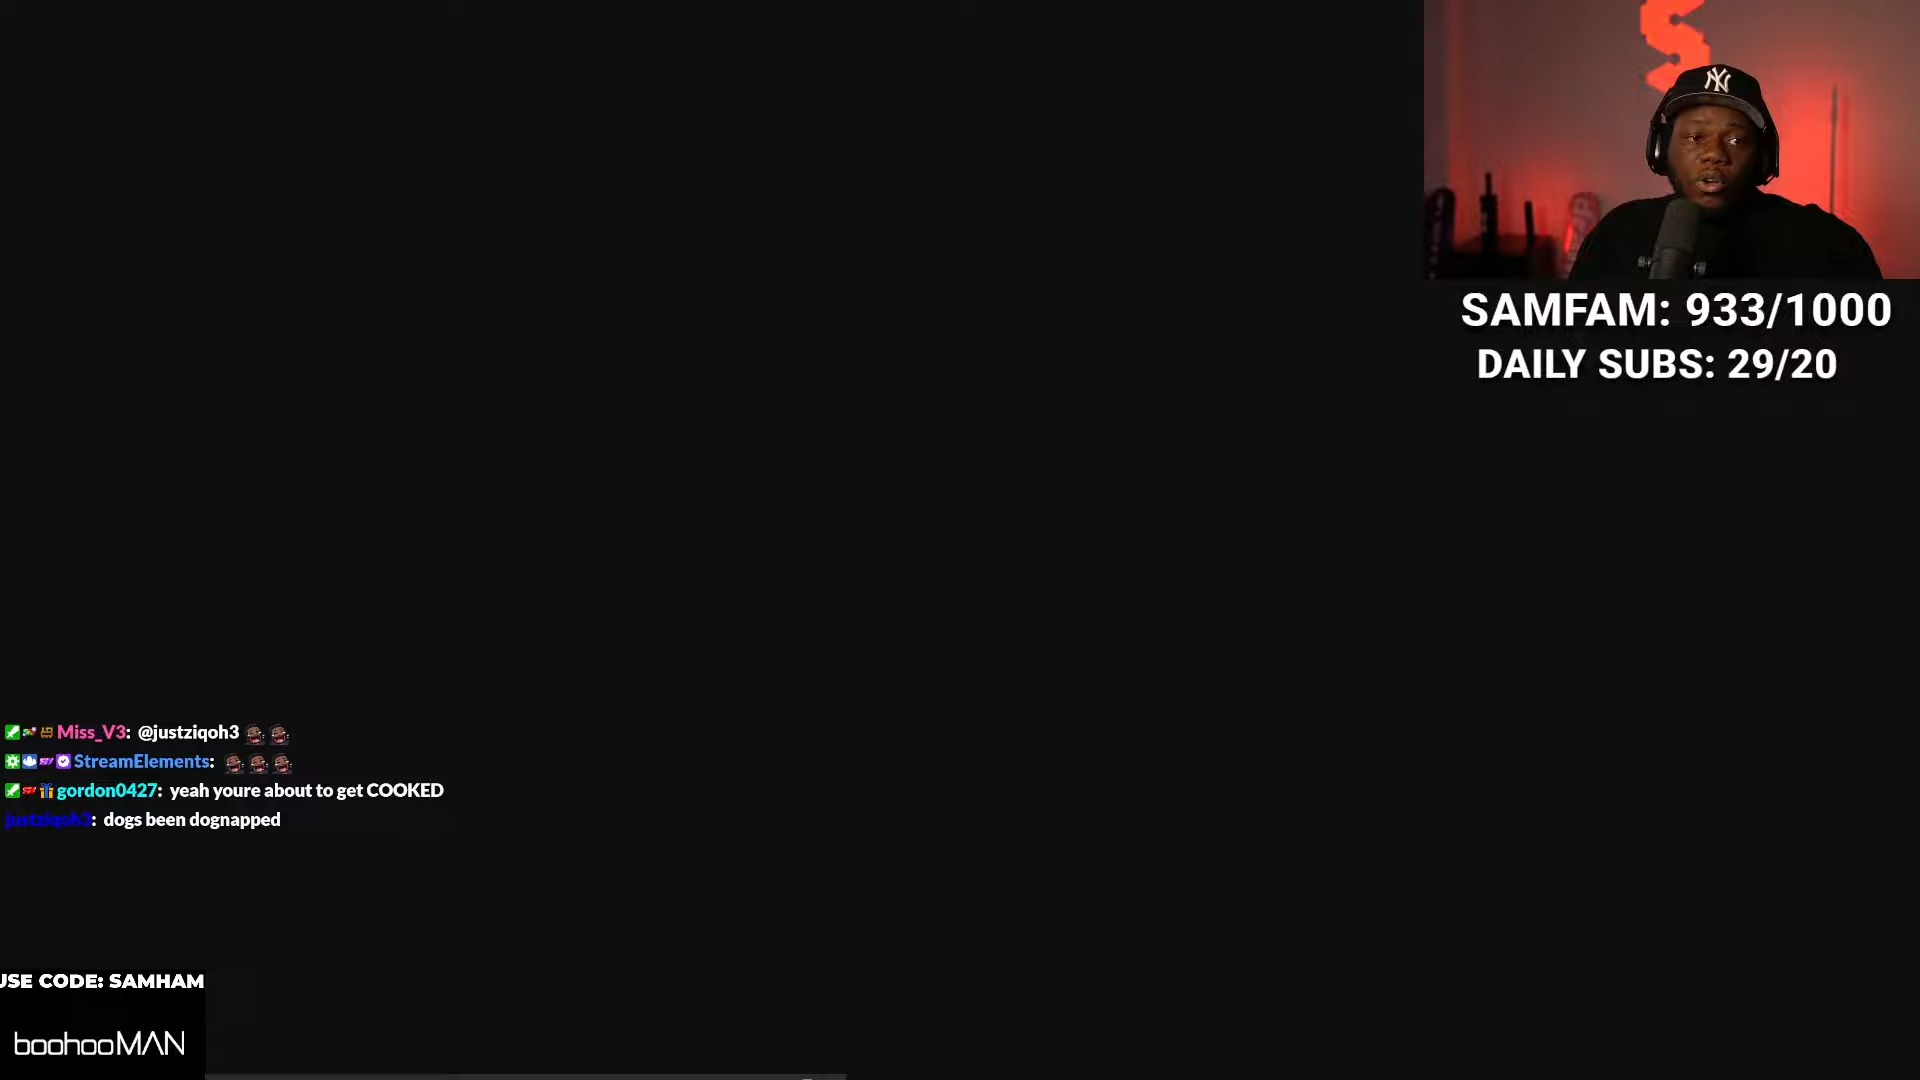 NY
SAMFAM: 933/1000
DAILY SUBS: 29/20
Miss_V3: @justziqoh3
StreamElements:
gordon0427: yeah youre about to get COOKED
justziqoh3: dogs been dognapped
USE CODE: SAMHAM
boohooMAN